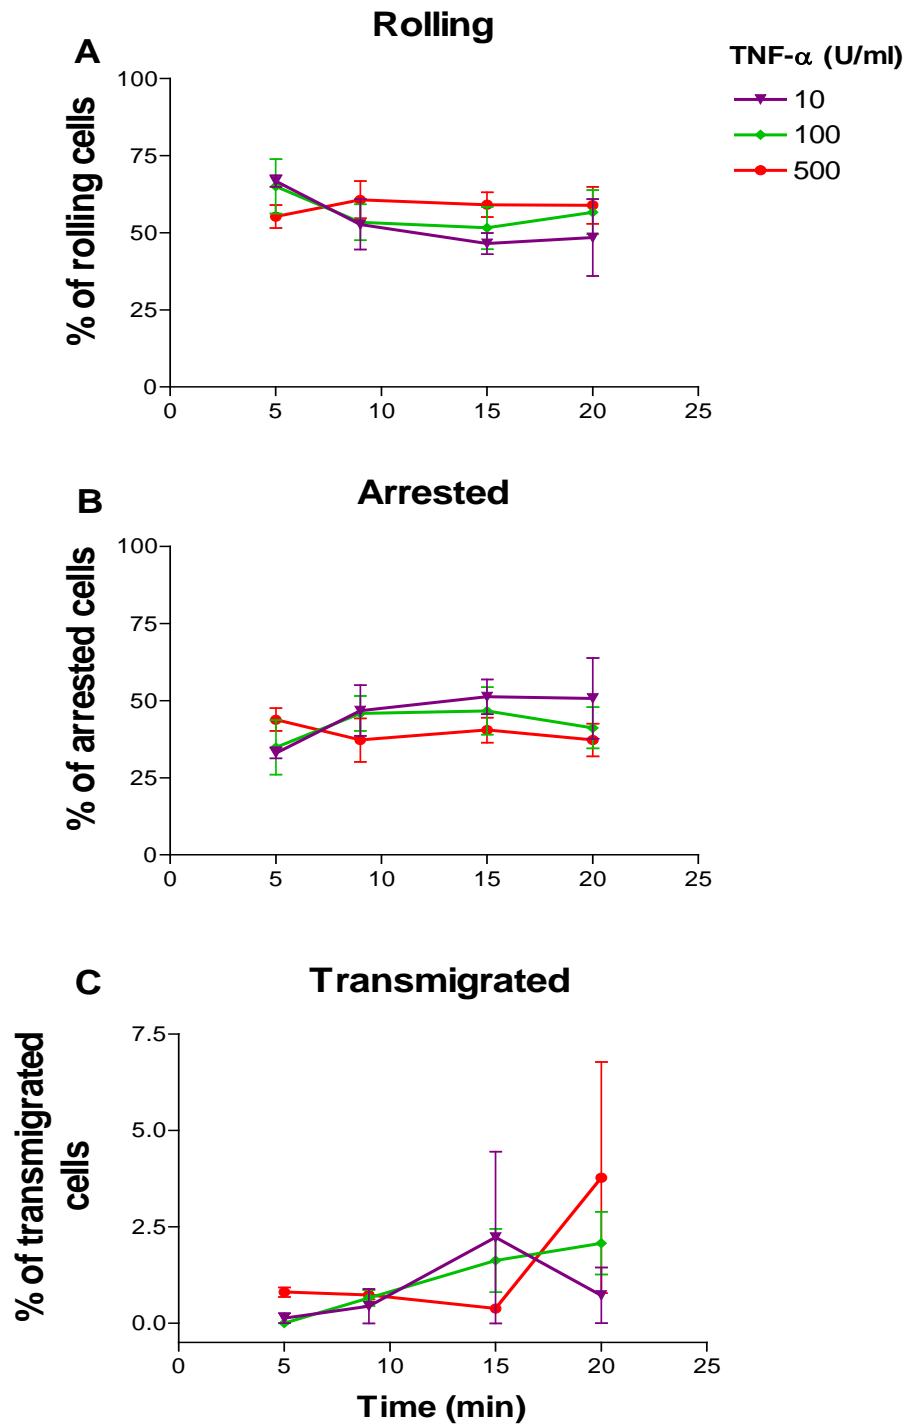 Rolling
A
TNF-α (U/ml)
10
100
500
% of rolling cells
100
75
50
25
0
0 5 10 15 20 25
Arrested
B
% of arrested cells
100
75
50
25
0
0 5 10 15 20 25
Transmigrated
C
% of transmigrated
cells
7.5
5.0
2.5
0.0
0 5 10 15 20 25
Time (min)